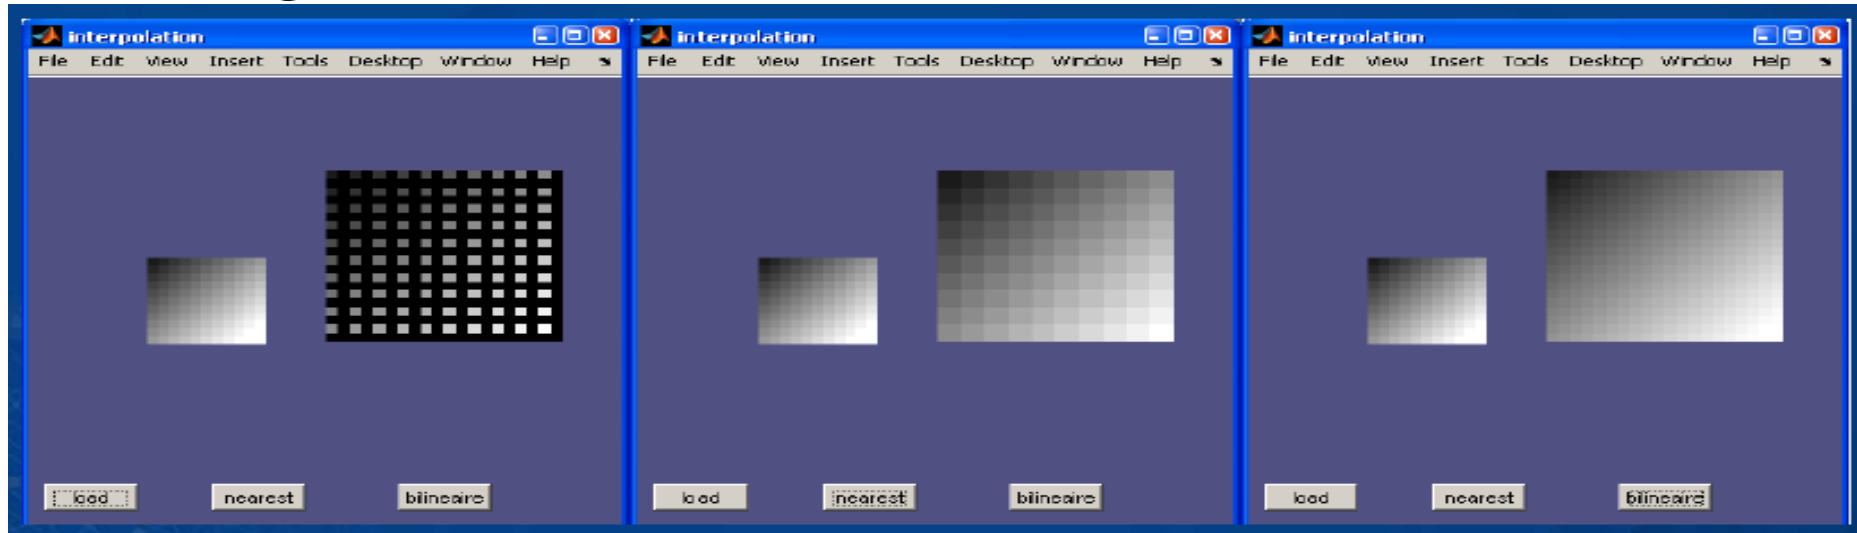 interpolation
File Edit View Insert Tools Desktop Window Help
load nearest bilineaire
interpolation
File Edit View Insert Tools Desktop Window Help
load nearest bilineaire
interpolation
File Edit View Insert Tools Desktop Window Help
load nearest bilineaire